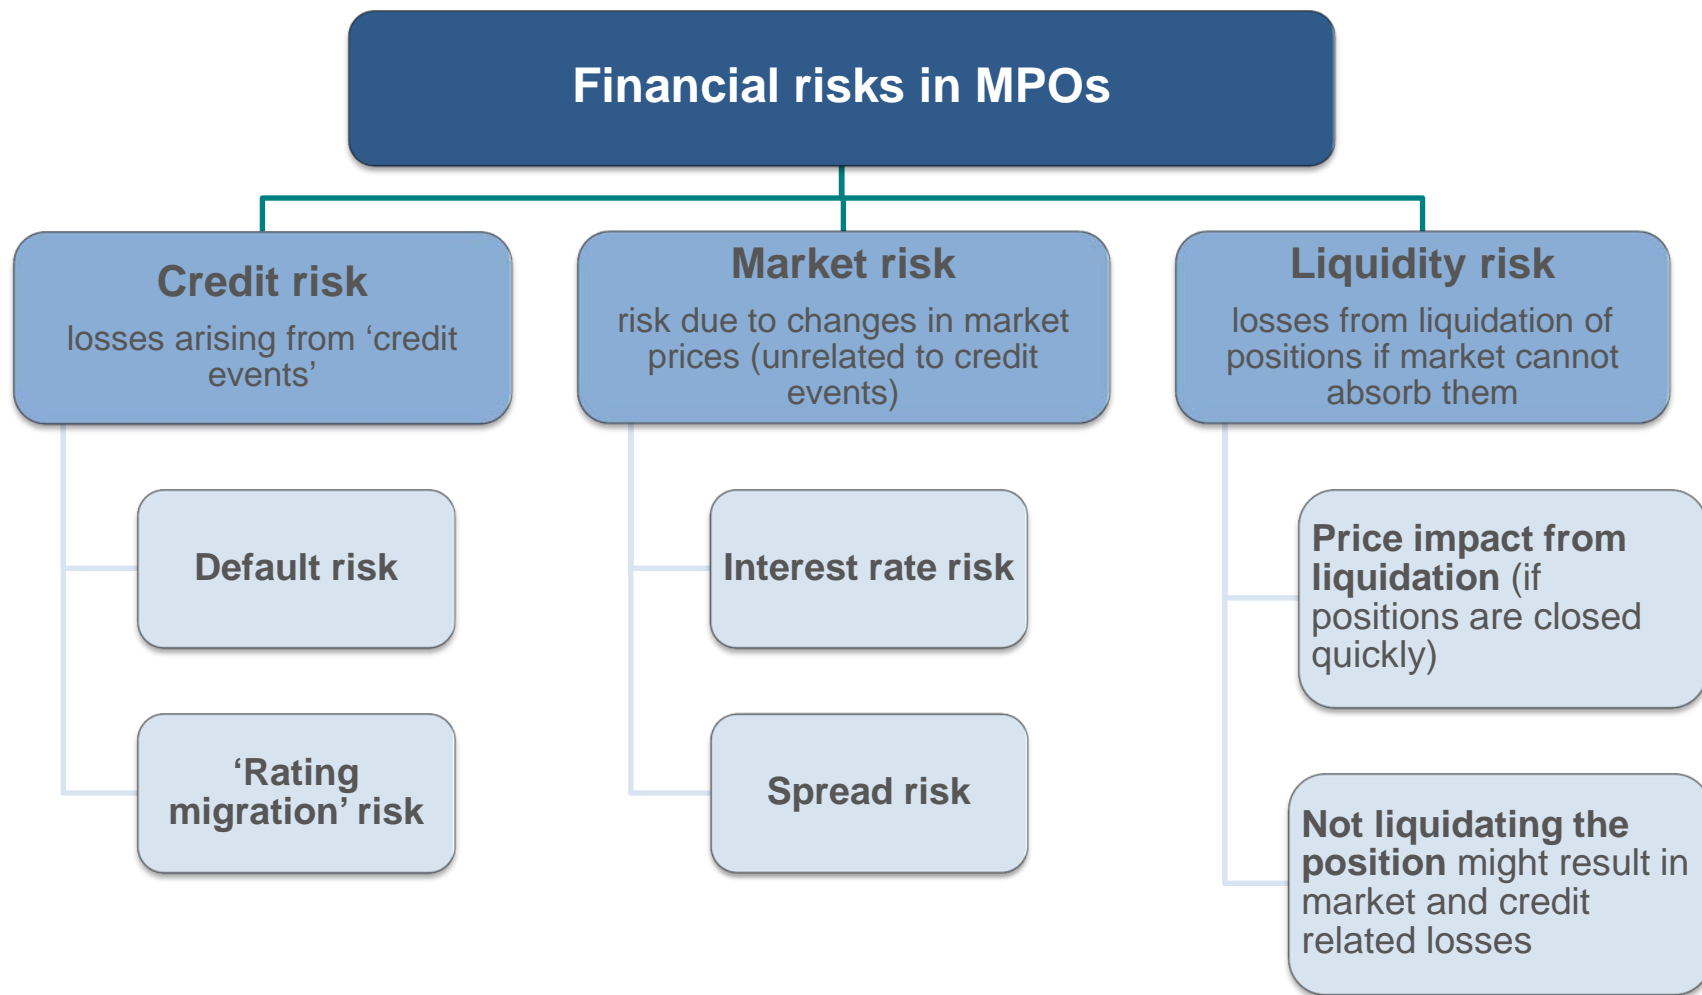 Financial risks in MPOs
Credit risk
losses arising from ‘credit
events’
Market risk
risk due to changes in market
prices (unrelated to credit
events)
Liquidity risk
losses from liquidation of
positions if market cannot
absorb them
Default risk
‘Rating
migration’ risk
Interest rate risk
Spread risk
Price impact from
liquidation (if
positions are closed
quickly)
Not liquidating the
position might result in
market and credit
related losses